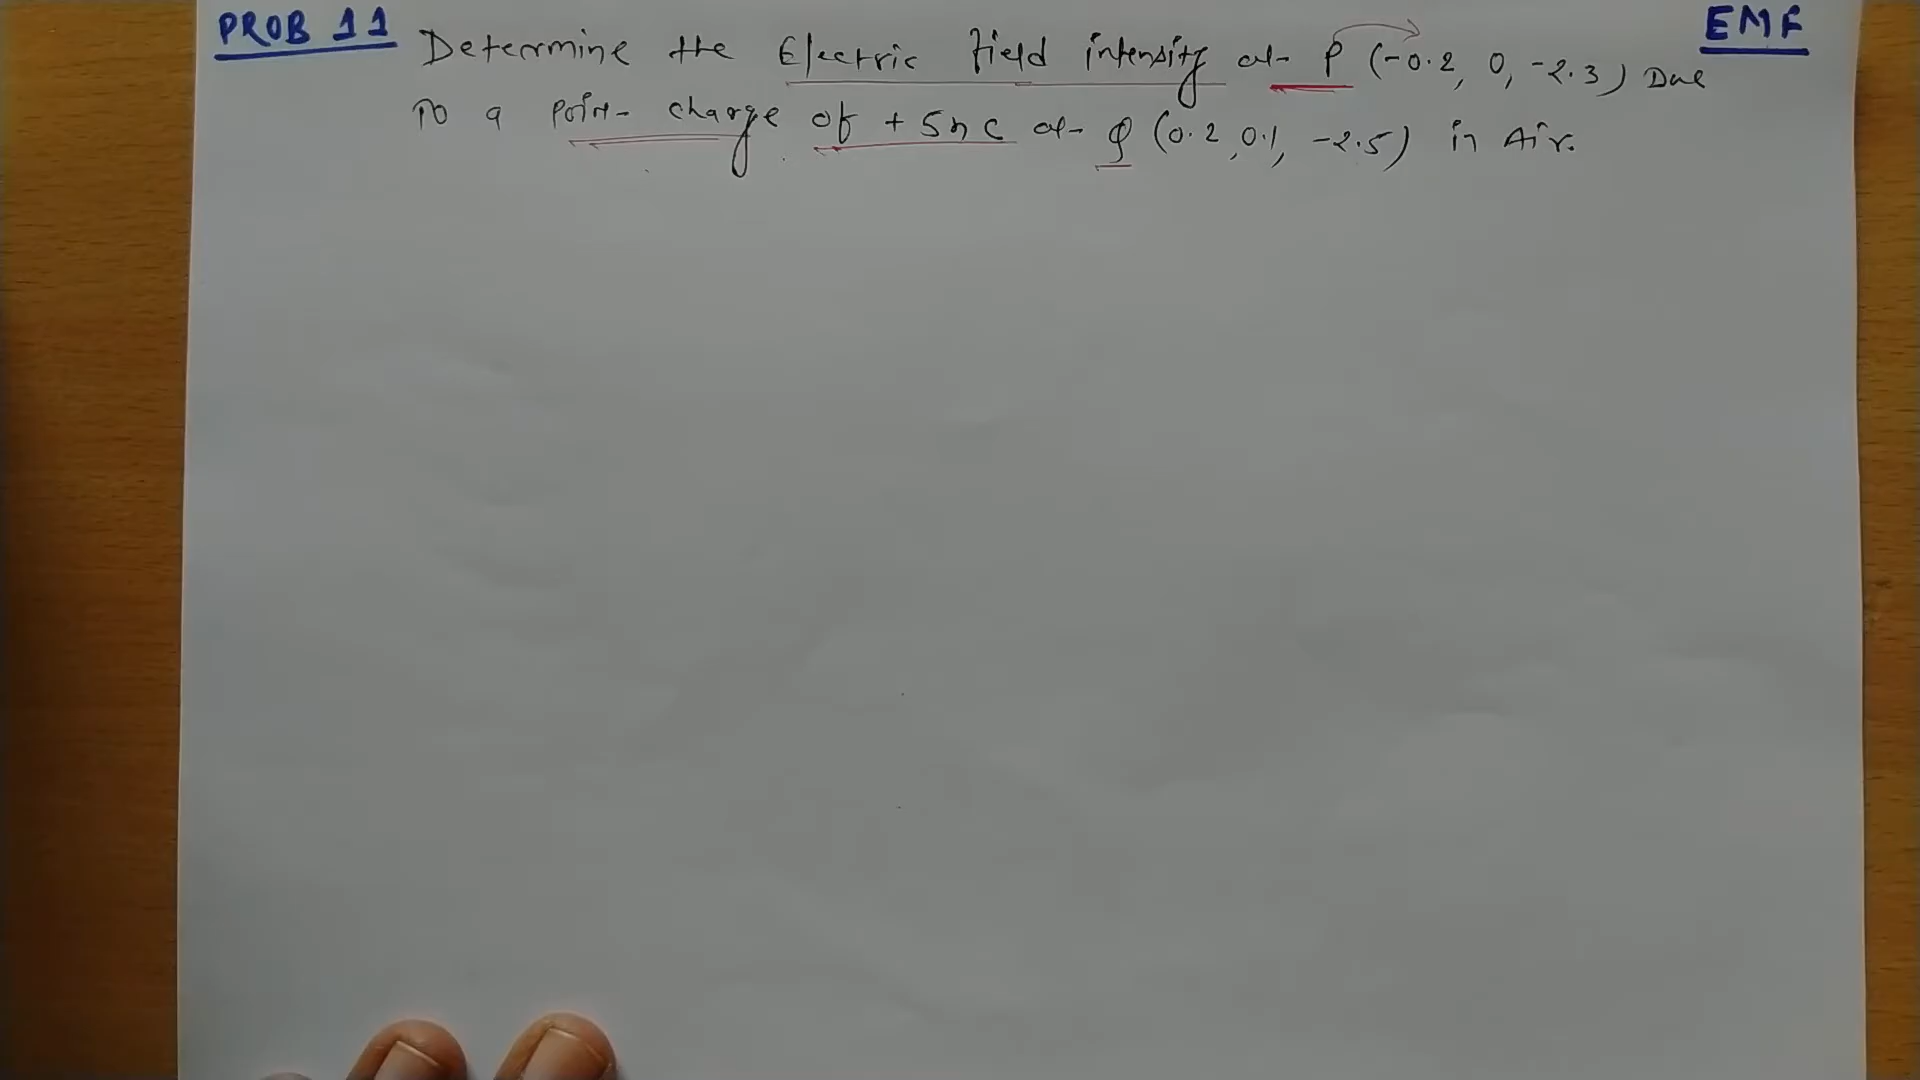 PROB 11 Determine the Electric field intensity at P (-0.2, 0, -2.3) Due EMF
To a point charge of +5nC at Q (0.2, 0.1, -2.5) in Air.